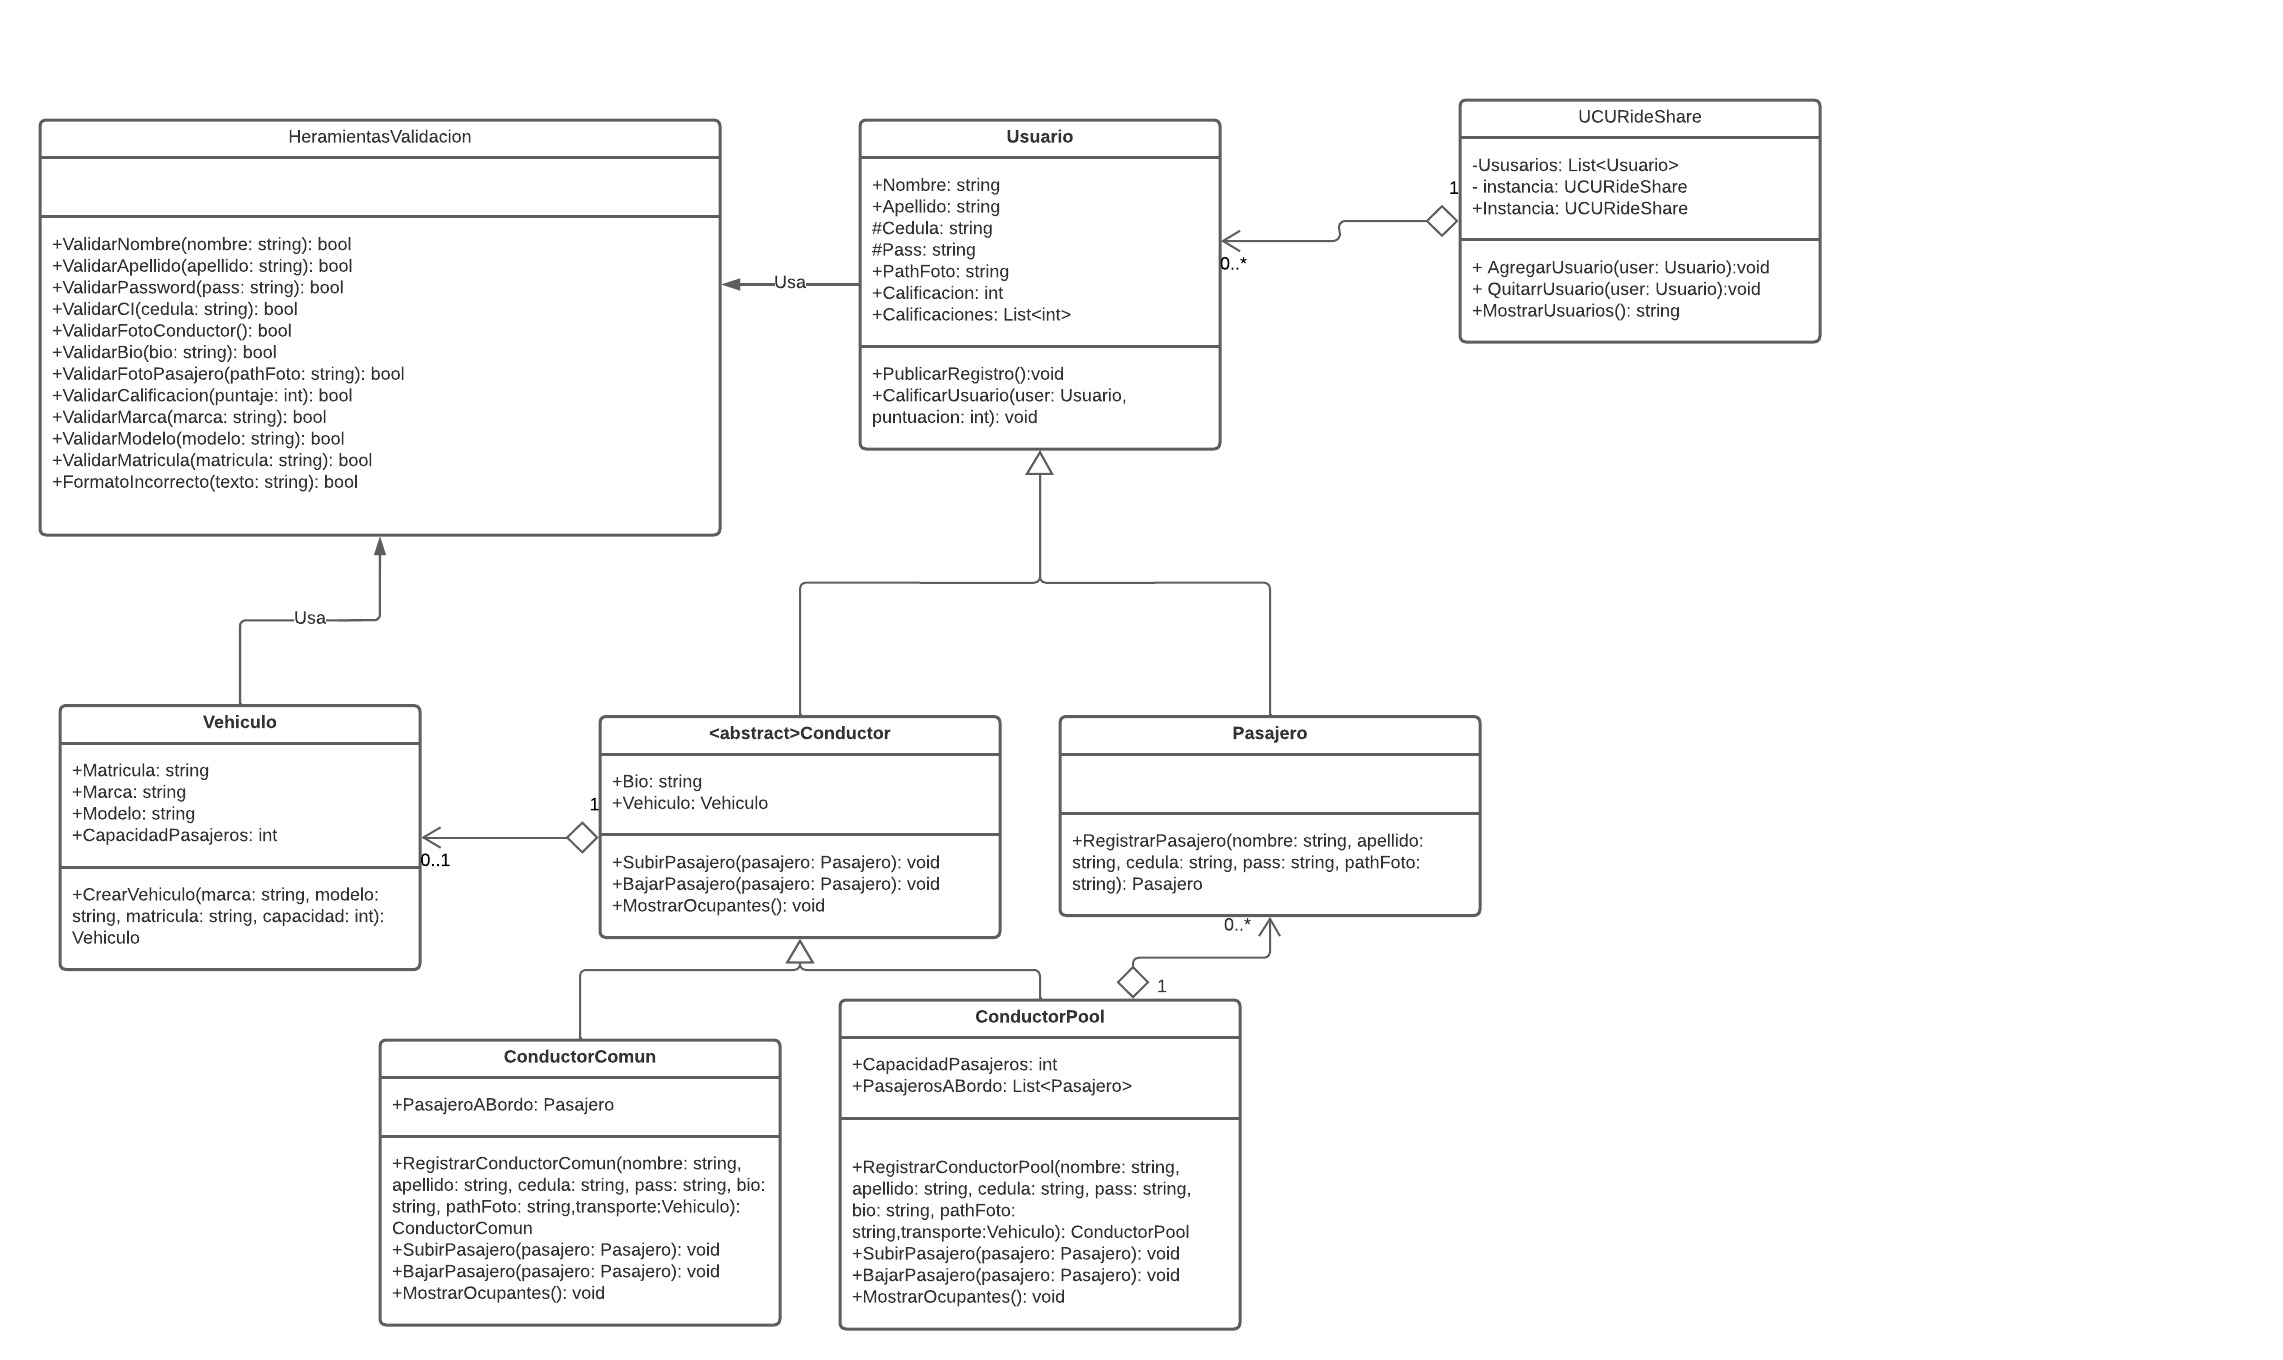 HeramientasValidacion
+ValidarNombre(nombre: string): bool
+ValidarApellido(apellido: string): bool
+ValidarPassword(pass: string): bool
+ValidarCI(cedula: string): bool
+ValidarFotoConductor(): bool
+ValidarBio(bio: string): bool
+ValidarFotoPasajero(pathFoto: string): bool
+ValidarCalificacion(puntaje: int): bool
+ValidarMarca(marca: string): bool
+ValidarModelo(modelo: string): bool
+ValidarMatricula(matricula: string): bool
+FormatoIncorrecto(texto: string): bool
Usa
Usuario
+Nombre: string
+Apellido: string
#Cedula: string
#Pass: string
+PathFoto: string
+Calificacion: int
+Calificaciones: List<int>
+PublicarRegistro():void
+CalificarUsuario(user: Usuario,
puntuacion: int): void
0..*
1
UCURideShare
-Ususarios: List<Usuario>
- instancia: UCURideShare
+Instancia: UCURideShare
+ AgregarUsuario(user: Usuario):void
+ QuitarrUsuario(user: Usuario):void
+MostrarUsuarios(): string
Usa
Vehiculo
+Matricula: string
+Marca: string
+Modelo: string
+CapacidadPasajeros: int
+CrearVehiculo(marca: string, modelo:
string, matricula: string, capacidad: int):
Vehiculo
0..1
1
<abstract>Conductor
+Bio: string
+Vehiculo: Vehiculo
+SubirPasajero(pasajero: Pasajero): void
+BajarPasajero(pasajero: Pasajero): void
+MostrarOcupantes(): void
Pasajero
+RegistrarPasajero(nombre: string, apellido:
string, cedula: string, pass: string, pathFoto:
string): Pasajero
0..*
1
ConductorComun
+PasajeroABordo: Pasajero
+RegistrarConductorComun(nombre: string,
apellido: string, cedula: string, pass: string, bio:
string, pathFoto: string,transporte:Vehiculo):
ConductorComun
+SubirPasajero(pasajero: Pasajero): void
+BajarPasajero(pasajero: Pasajero): void
+MostrarOcupantes(): void
ConductorPool
+CapacidadPasajeros: int
+PasajerosABordo: List<Pasajero>
+RegistrarConductorPool(nombre: string,
apellido: string, cedula: string, pass: string,
bio: string, pathFoto:
string,transporte:Vehiculo): ConductorPool
+SubirPasajero(pasajero: Pasajero): void
+BajarPasajero(pasajero: Pasajero): void
+MostrarOcupantes(): void